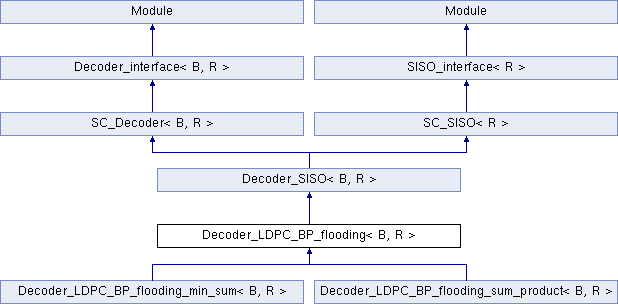 Module
Module
Decoder_interface< B, R >
SISO_interface< R >
SC_Decoder< B, R >
SC_SISO< R >
Decoder_SISO< B, R >
Decoder_LDPC_BP_flooding< B, R >
Decoder_LDPC_BP_flooding_min_sum< B, R >
Decoder_LDPC_BP_flooding_sum_product< B, R >